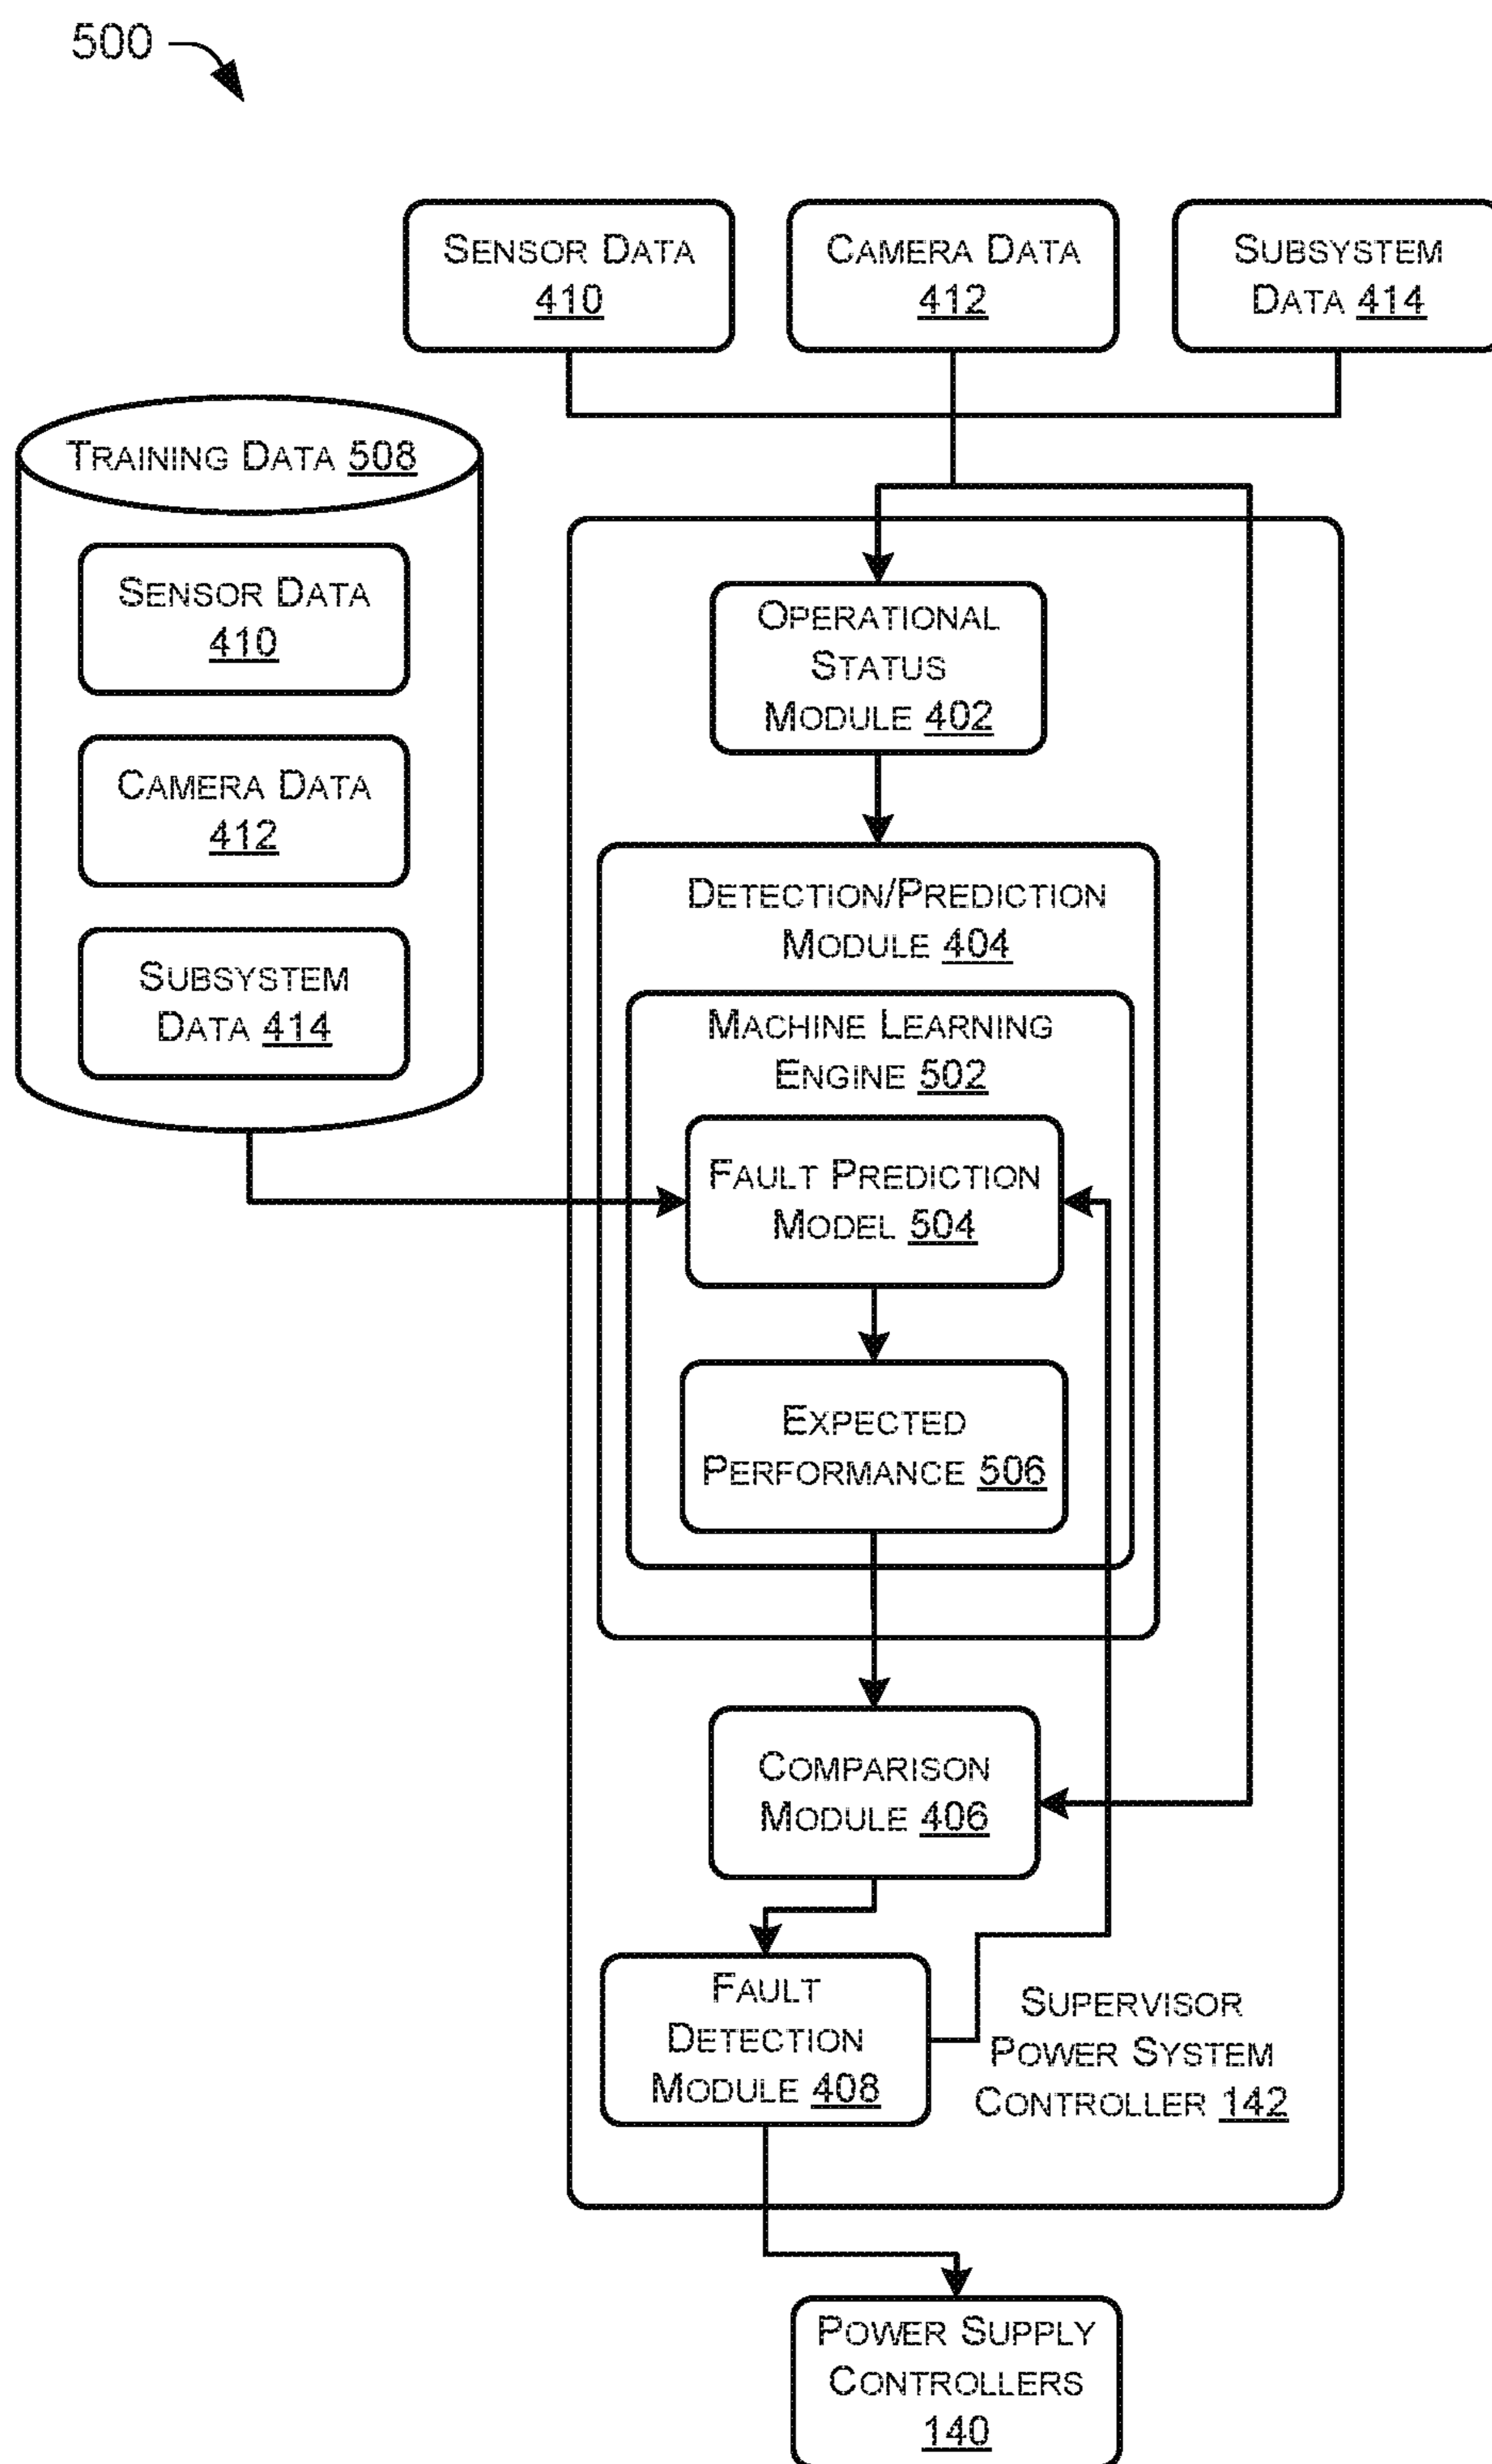 500
SENSOR DATA
410
CAMERA DATA
412
SUBSYSTEM
DATA 414
TRAINING DATA 508
SENSOR DATA
410
CAMERA DATA
412
SUBSYSTEM
DATA 414
OPERATIONAL
STATUS
MODULE 402
DETECTION/PREDICTION
MODULE 404
MACHINE LEARNING
ENGINE 502
FAULT PREDICTION
MODEL 504
EXPECTED
PERFORMANCE 506
COMPARISON
MODULE 406
FAULT
DETECTION
MODULE 408
SUPERVISOR
POWER SYSTEM
CONTROLLER 142
POWER SUPPLY
CONTROLLERS
140